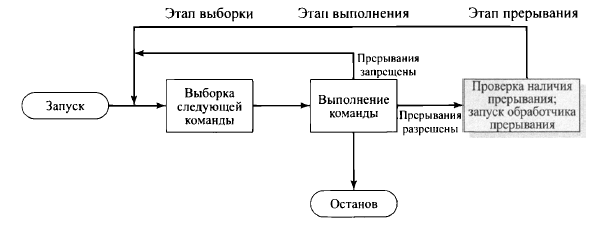 Этап выборки
Этап выполнения
Этап прерывания
Прерывания
запрещены
Запуск
Выборка
следующей
команды
Выполнение
команды
Прерывания
разрешены
Проверка наличия
прерывания;
запуск обработчика
прерывания
Останов